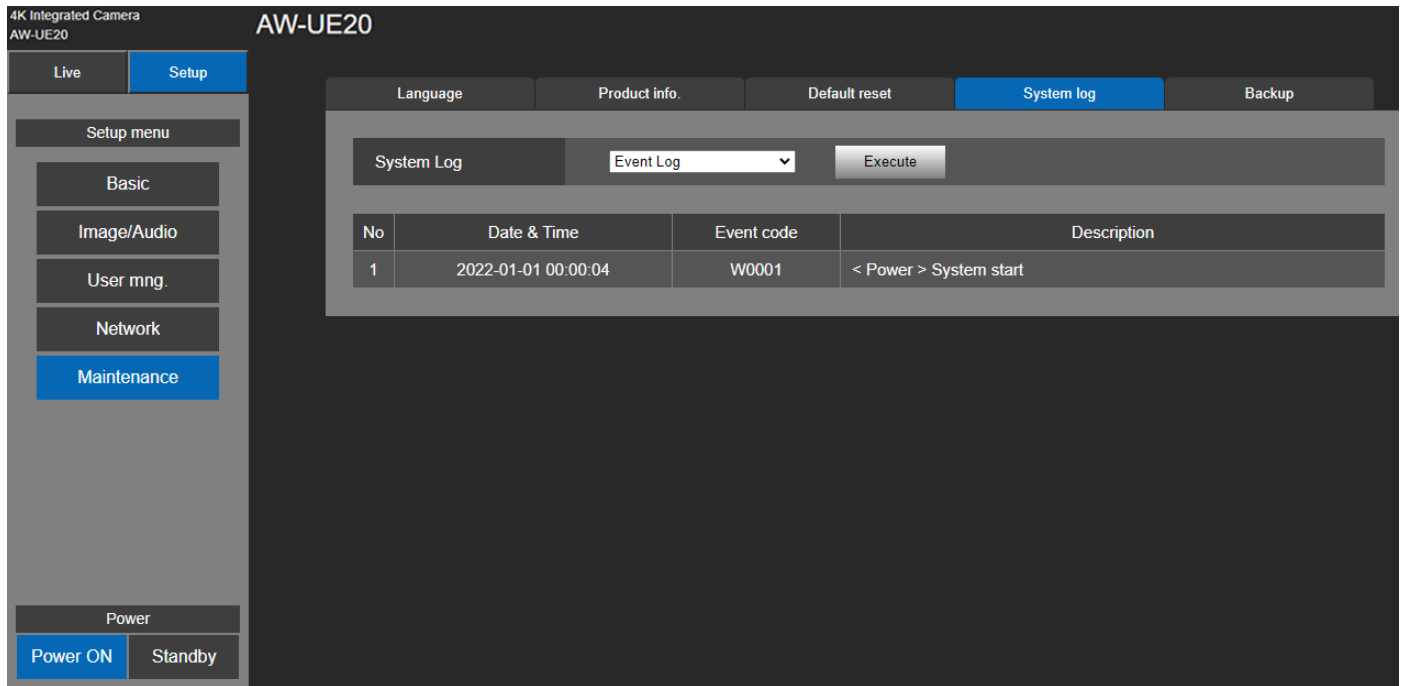 4K Integrated Camera
AW-UE20
AW-UE20
Live Setup
Language Product info. Default reset System log Backup
Setup menu
System Log Event Log Execute
Basic
Image/Audio
No Date & Time Event code Description
1 2022-01-01 00:00:04 W0001 < Power > System start
User mng.
Network
Maintenance
Power
Power ON Standby